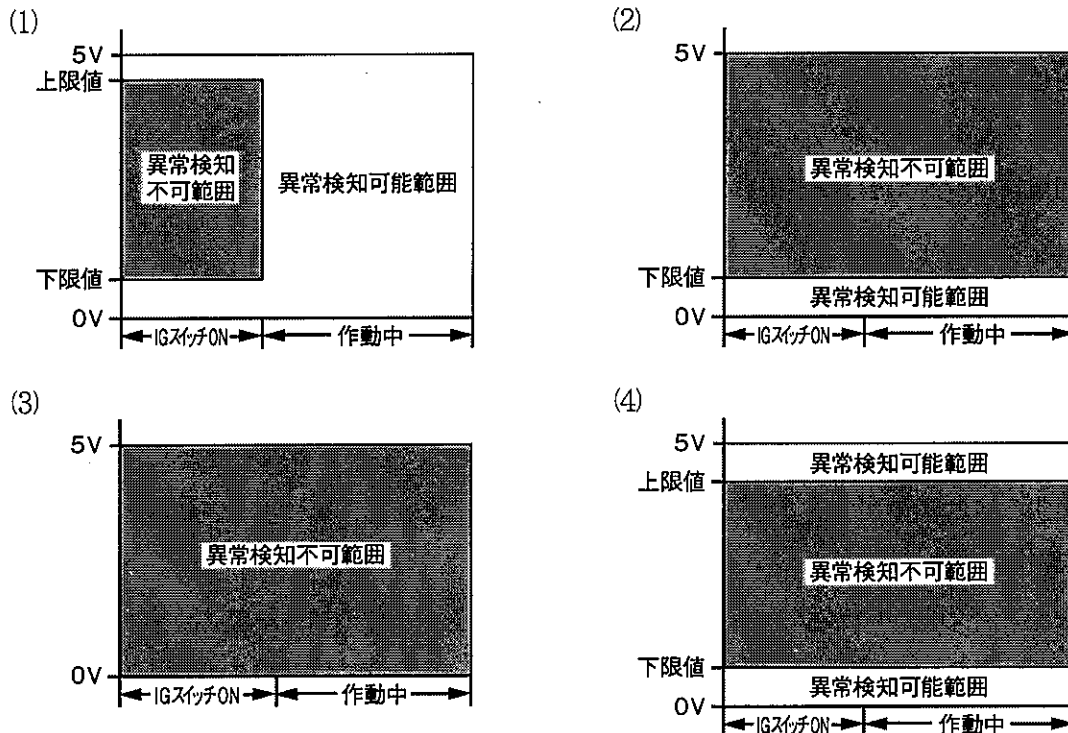 (1)
5V
上限値
異常検知
不可範囲
異常検知可能範囲
下限値
0V
IGスイッチON
作動中
(2)
5V
異常検知不可範囲
下限値
異常検知可能範囲
0V
IGスイッチON
作動中
(3)
5V
異常検知不可範囲
0V
IGスイッチON
作動中
(4)
5V
異常検知可能範囲
上限値
異常検知不可範囲
下限値
異常検知可能範囲
0V
IGスイッチON
作動中